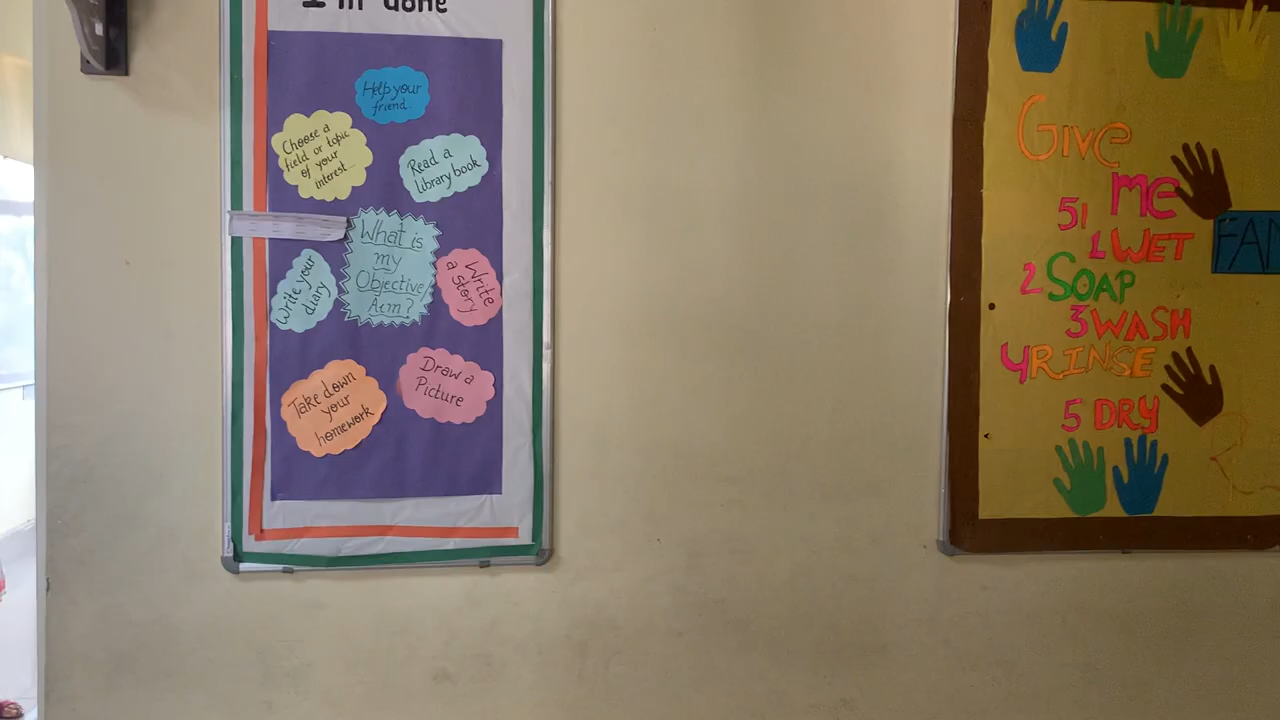 I'm done
Help your
friend.
Choose a
field or topic
of your
interest...
Read a
library book
What is
my
Objective/
Aim?
Write your
diary
Write
a story
Take down
your
homework
Draw a
Picture
GIVE
me
5!
1 WET
2 SOAP
3 WASH
4 RINSE
5 DRY